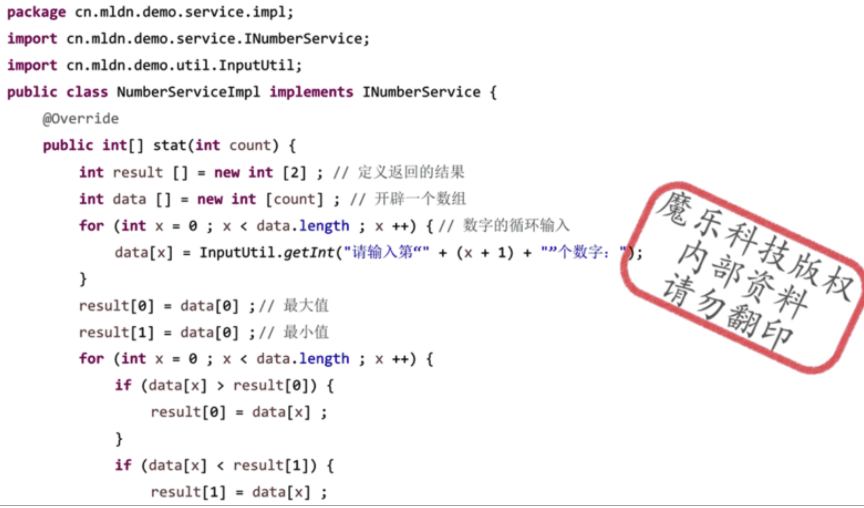 package cn.mldn.demo.service.impl;
import cn.mldn.demo.service.INumberService;
import cn.mldn.demo.util.InputUtil;
public class NumberServiceImpl implements INumberService {
    @Override
    public int[] stat(int count) {
        int result [] = new int [2] ; // 定义返回的结果
        int data [] = new int [count] ; // 开辟一个数组
        for (int x = 0 ; x < data.length ; x ++) { // 数字的循环输入
            data[x] = InputUtil.getInt("请输入第“" + (x + 1) + "”个数字：");
        }
        result[0] = data[0] ;// 最大值
        result[1] = data[0] ;// 最小值
        for (int x = 0 ; x < data.length ; x ++) {
            if (data[x] > result[0]) {
                result[0] = data[x] ;
            }
            if (data[x] < result[1]) {
                result[1] = data[x] ;
魔乐科技版权
内部资料
请勿翻印